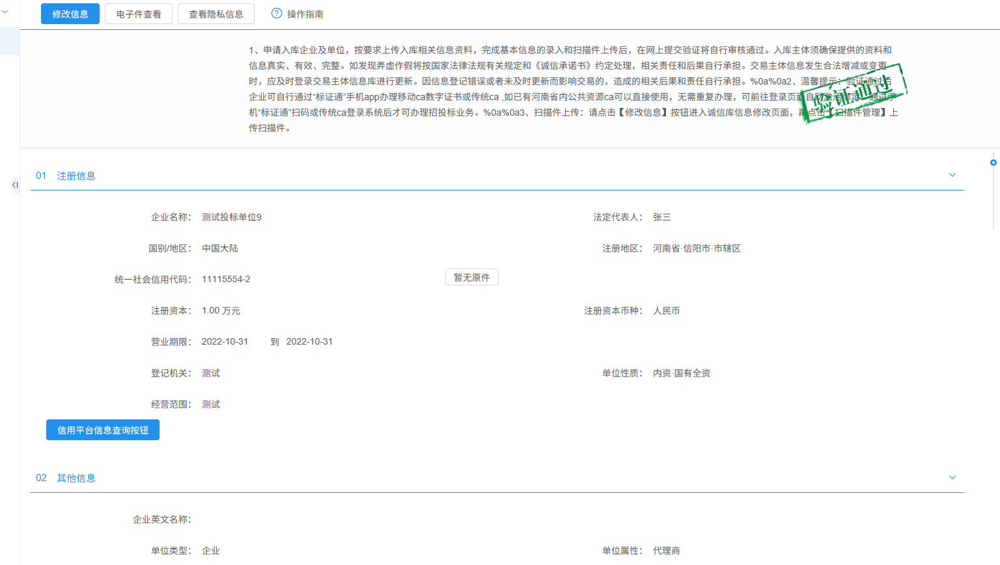 修改信息 电子件查看 查看隐私信息 ? 操作指南
1、申请入库企业及单位，按要求上传入库相关信息资料，完成基本信息的录入和扫描件上传后，在网上提交验证将自行审核通过。入库主体须确保提供的资料和
信息真实、有效、完整。如发现弄虚作假将按国家法律法规有关规定和《诚信承诺书》约定处理，相关责任和后果自行承担。交易主体信息发生合法增减或变更
时，应及时登录交易主体信息库进行更新。因信息登记错误或者未及时更新而影响交易的，造成的相关后果和责任自行承担。%0a%0a2、温馨提示：验证通过后
企业可自行通过“标证通”手机app办理移动ca数字证书或传统ca ,如已有河南省内公共资源ca可以直接使用，无需重复办理，可前往登录页面自助激活绑定，通过手
机“标证通”扫码或传统ca登录系统后才可办理招投标业务。%0a%0a3、扫描件上传：请点击【修改信息】按钮进入诚信库信息修改页面，再点击【扫描件管理】上
传扫描件。
验证通过
01 注册信息
企业名称： 测试投标单位9 法定代表人： 张三
国别/地区： 中国大陆 注册地区： 河南省·信阳市·市辖区
统一社会信用代码： 11115554-2 暂无原件
注册资本： 1.00 万元 注册资本币种： 人民币
营业期限： 2022-10-31 到 2022-10-31
登记机关： 测试 单位性质： 内资·国有全资
经营范围： 测试
信用平台信息查询按钮
02 其他信息
企业英文名称：
单位类型： 企业 单位属性： 代理商